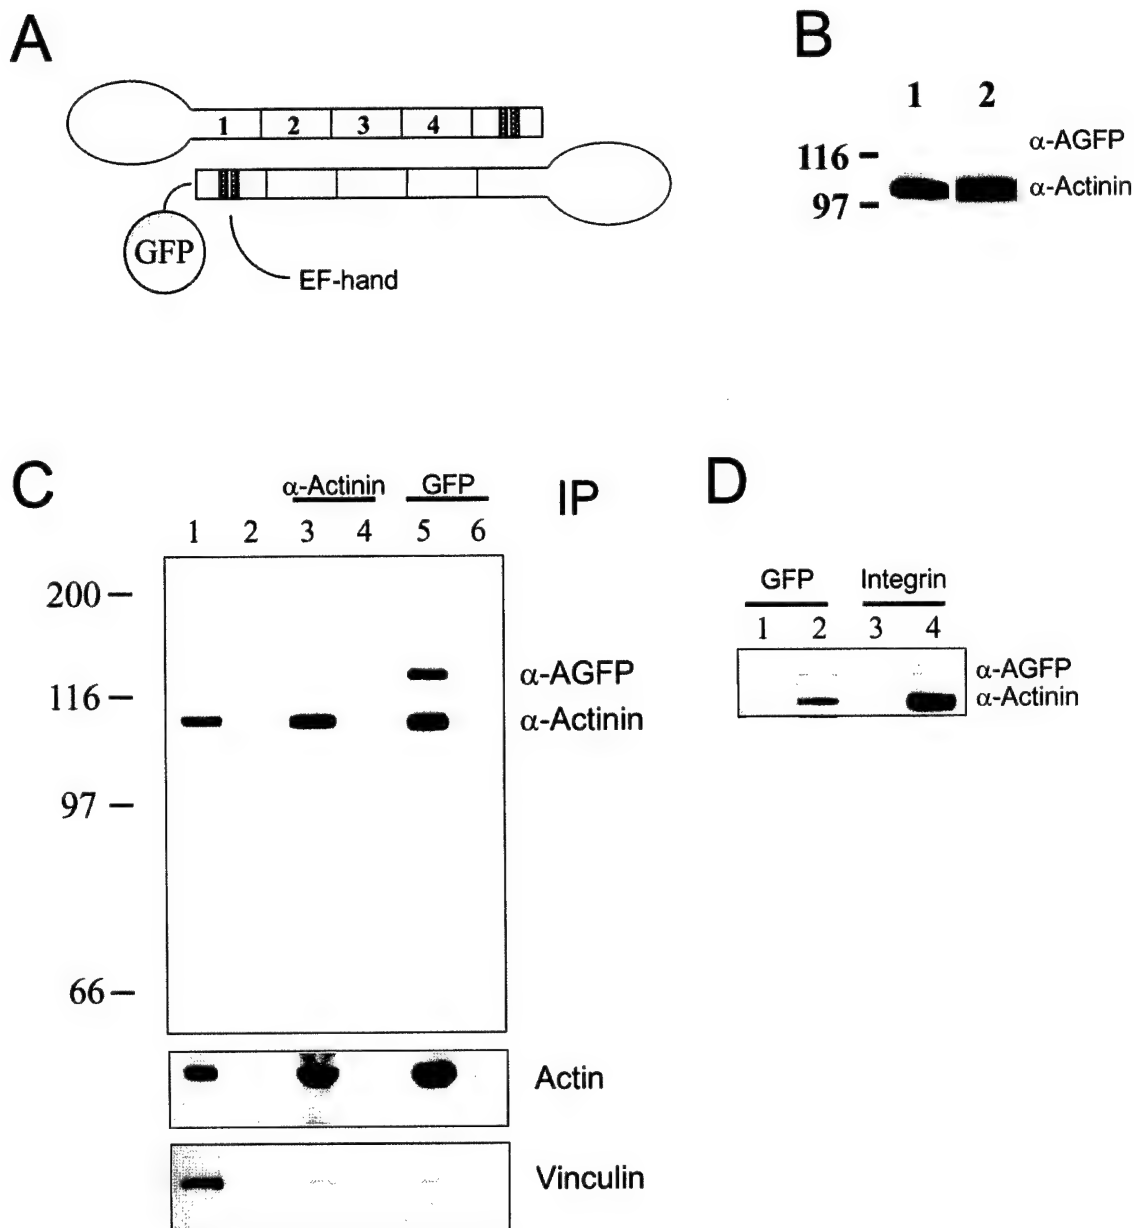 A
1 2 3 4
GFP
EF-hand
B
1 2
116
97
α-AGFP
α-Actinin
C
α-Actinin GFP IP
1 2 3 4 5 6
200
116
97
66
α-AGFP
α-Actinin
Actin
Vinculin
D
GFP Integrin
1 2 3 4
α-AGFP
α-Actinin